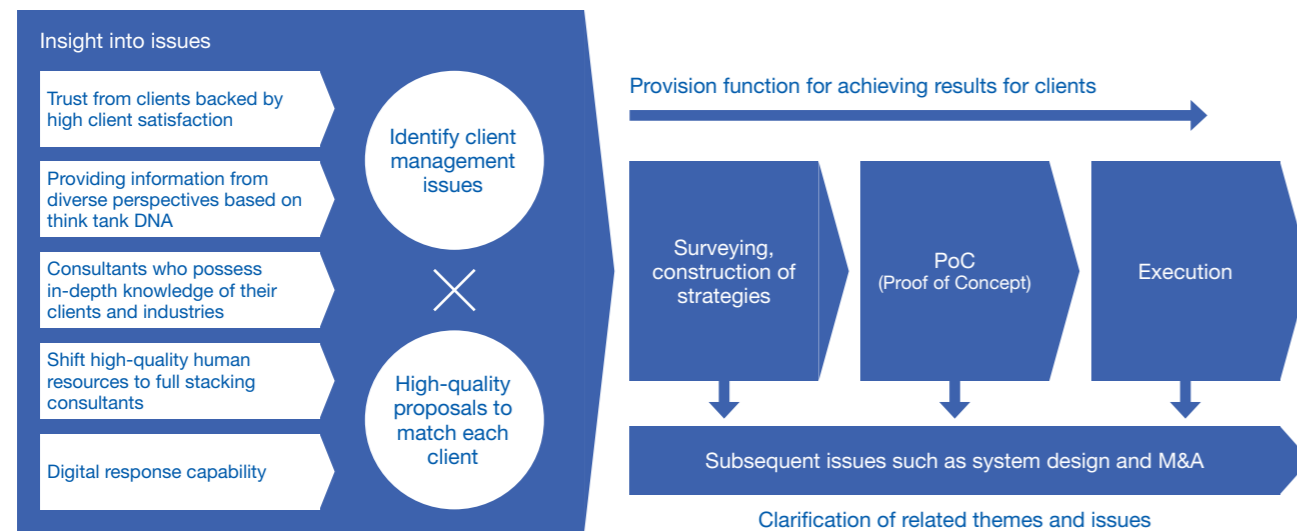 Insight into issues
Trust from clients backed by
high client satisfaction
Providing information from
diverse perspectives based on
think tank DNA
Consultants who possess
in-depth knowledge of their
clients and industries
Shift high-quality human
resources to full stacking
consultants
Digital response capability
Identify client
management
issues
High-quality
proposals to
match each
client
Provision function for achieving results for clients
Surveying,
construction of
strategies
PoC
(Proof of Concept)
Execution
Subsequent issues such as system design and M&A
Clarification of related themes and issues